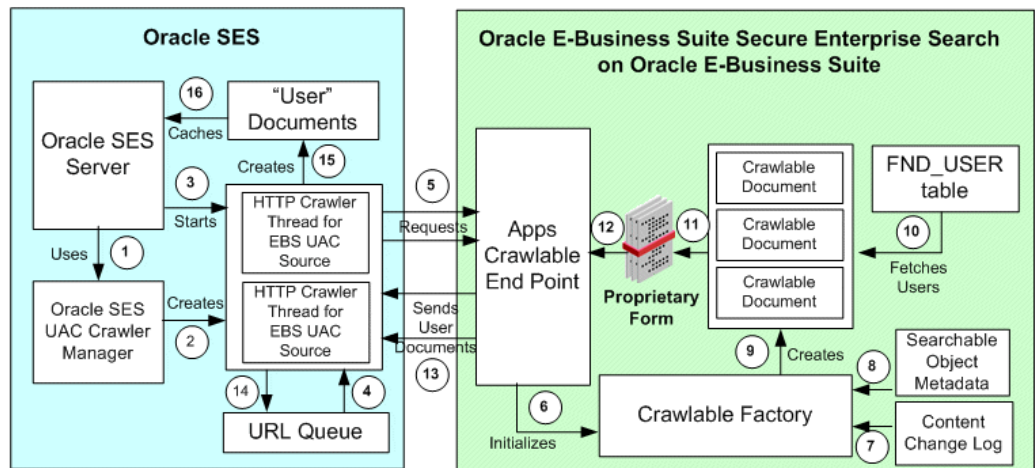 Oracle SES
Oracle SES
Server
16
Caches
"User"
Documents
Creates
15
3
Starts
1
Uses
Oracle SES
UAC Crawler
Manager
Creates
2
HTTP Crawler
Thread for
EBS UAC
Source
HTTP Crawler
Thread for
EBS UAC
Source
14
4
URL Queue
5
Requests
Sends
User
Documents
13
Oracle E-Business Suite Secure Enterprise Search
on Oracle E-Business Suite
Apps
Crawlable
End Point
12
11
Proprietary
Form
Crawlable
Document
Crawlable
Document
Crawlable
Document
FND_USER
table
10
Fetches
Users
9
Creates
6
Initializes
Crawlable Factory
8
Searchable
Object
Metadata
7
Content
Change Log